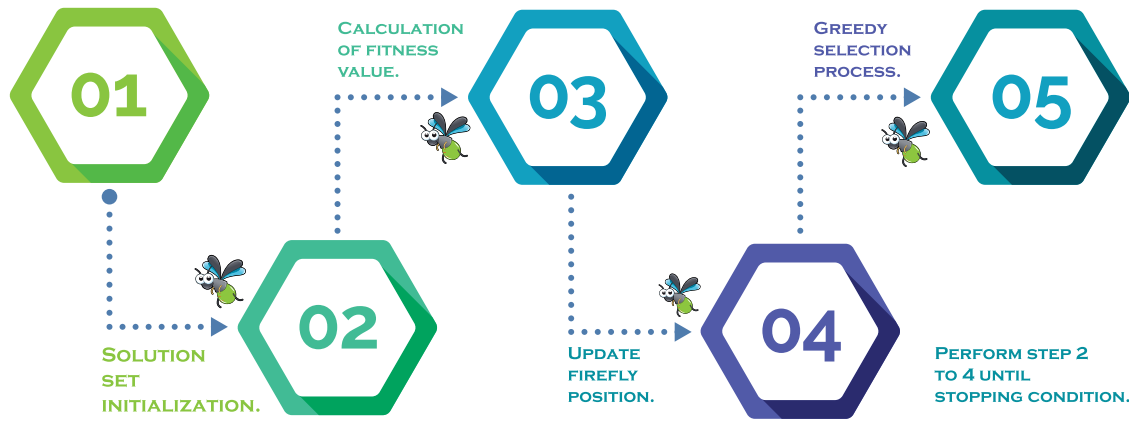 01
SOLUTION
SET
INITIALIZATION.
02
CALCULATION
OF FITNESS
VALUE.
03
UPDATE
FIREFLY
POSITION.
04
GREEDY
SELECTION
PROCESS.
05
PERFORM STEP 2
TO 4 UNTIL
STOPPING CONDITION.